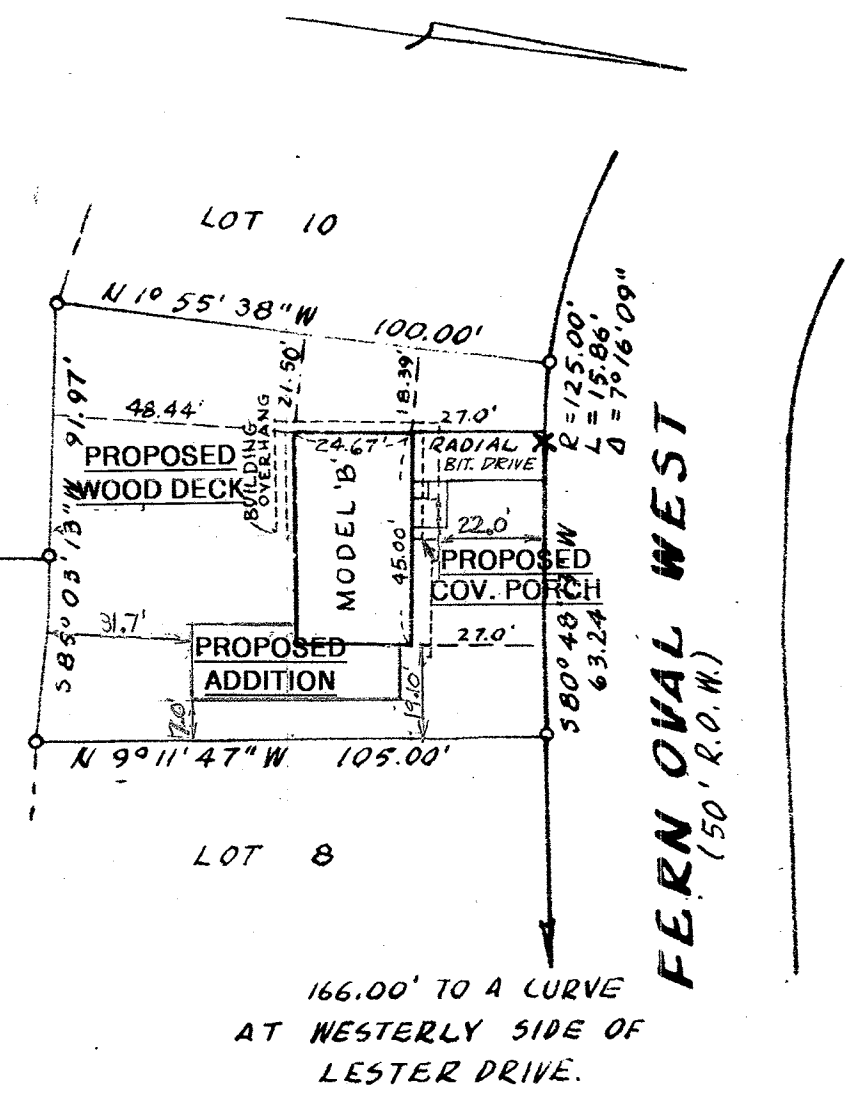 LOT 10
N 1° 55' 38" W
100.00'
R = 125.00'
L = 15.86'
Δ = 7° 16' 09"
S 85° 03' 13" W 91.97'
48.44'
21.50'
18.39'
27.0'
PROPOSED
WOOD DECK
BUILDING
OVERHANG
24.67'
RADIAL
BIT. DRIVE
MODEL 'B'
45.00'
22.0'
PROPOSED
COV. PORCH
31.7'
PROPOSED
ADDITION
27.0'
19.10'
63.24
N 9° 11' 47" W 105.00'
FERN OVAL WEST
(50' R.O.W.)
LOT 8
166.00' TO A CURVE
AT WESTERLY SIDE OF
LESTER DRIVE.